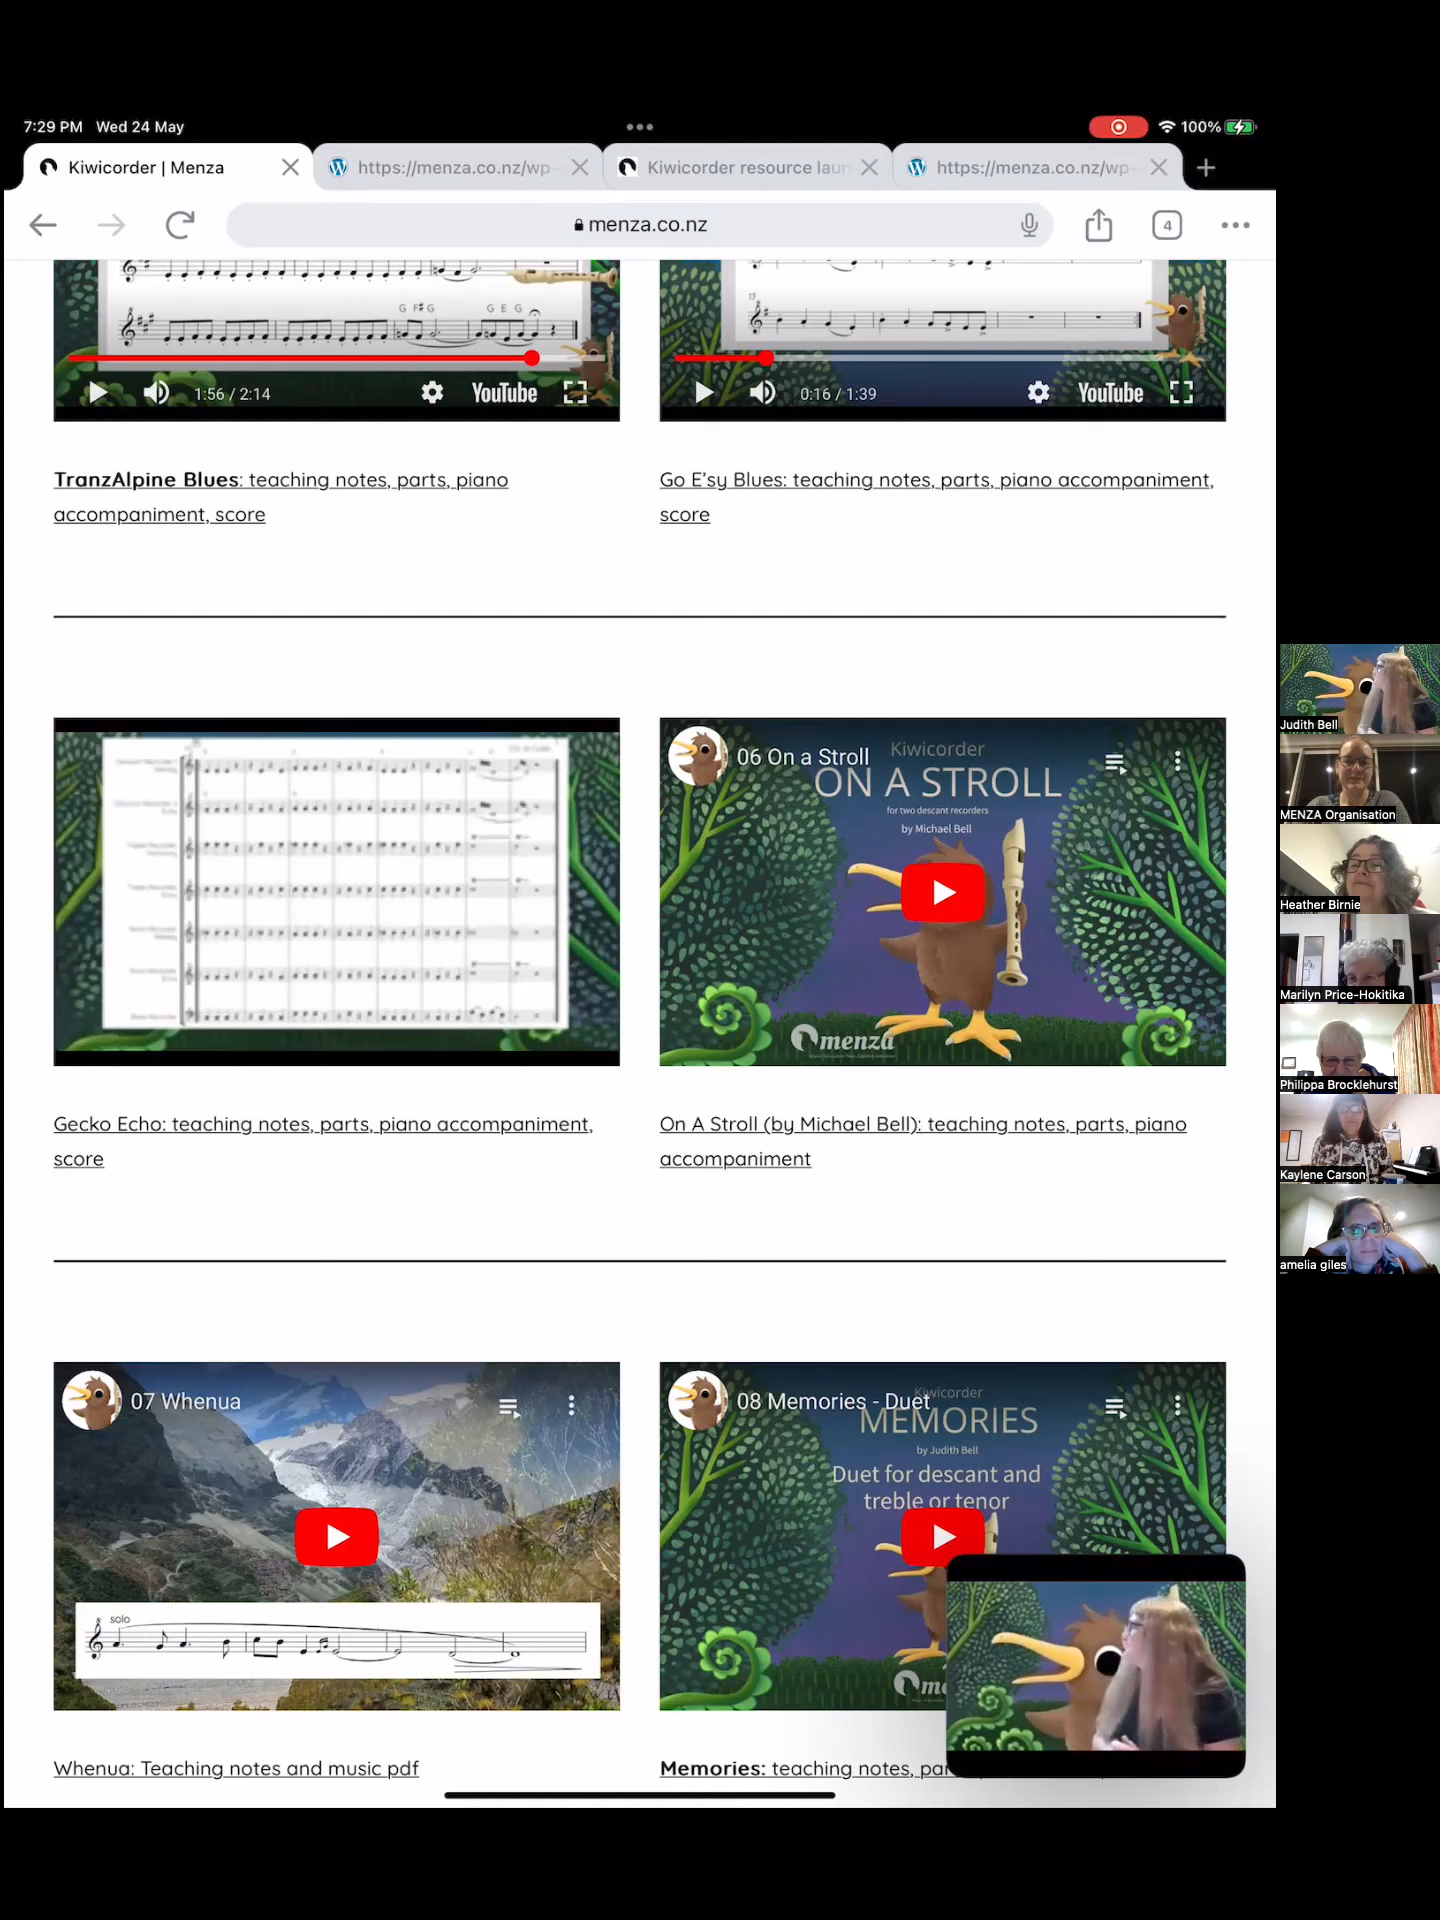 7:29 PM Wed 24 May
100%
Kiwicorder | Menza
https://menza.co.nz/wp-
Kiwicorder resource laun
https://menza.co.nz/wp-
menza.co.nz
4
G F# G
G E G
13
1:56 / 2:14
YouTube
0:16 / 1:39
YouTube
TranzAlpine Blues: teaching notes, parts, piano
accompaniment, score
Go E'sy Blues: teaching notes, parts, piano accompaniment,
score
06 On a Stroll
Kiwicorder
ON A STROLL
for two descant recorders
by Michael Bell
menza
Gecko Echo: teaching notes, parts, piano accompaniment,
score
On A Stroll (by Michael Bell): teaching notes, parts, piano
accompaniment
07 Whenua
solo
08 Memories - Duet
Kiwicorder
MEMORIES
by Judith Bell
Duet for descant and
treble or tenor
Whenua: Teaching notes and music pdf
Memories: teaching notes, par
Judith Bell
MENZA Organisation
Heather Birnie
Marilyn Price-Hokitika
Philippa Brocklehurst
Kaylene Carson
amelia giles